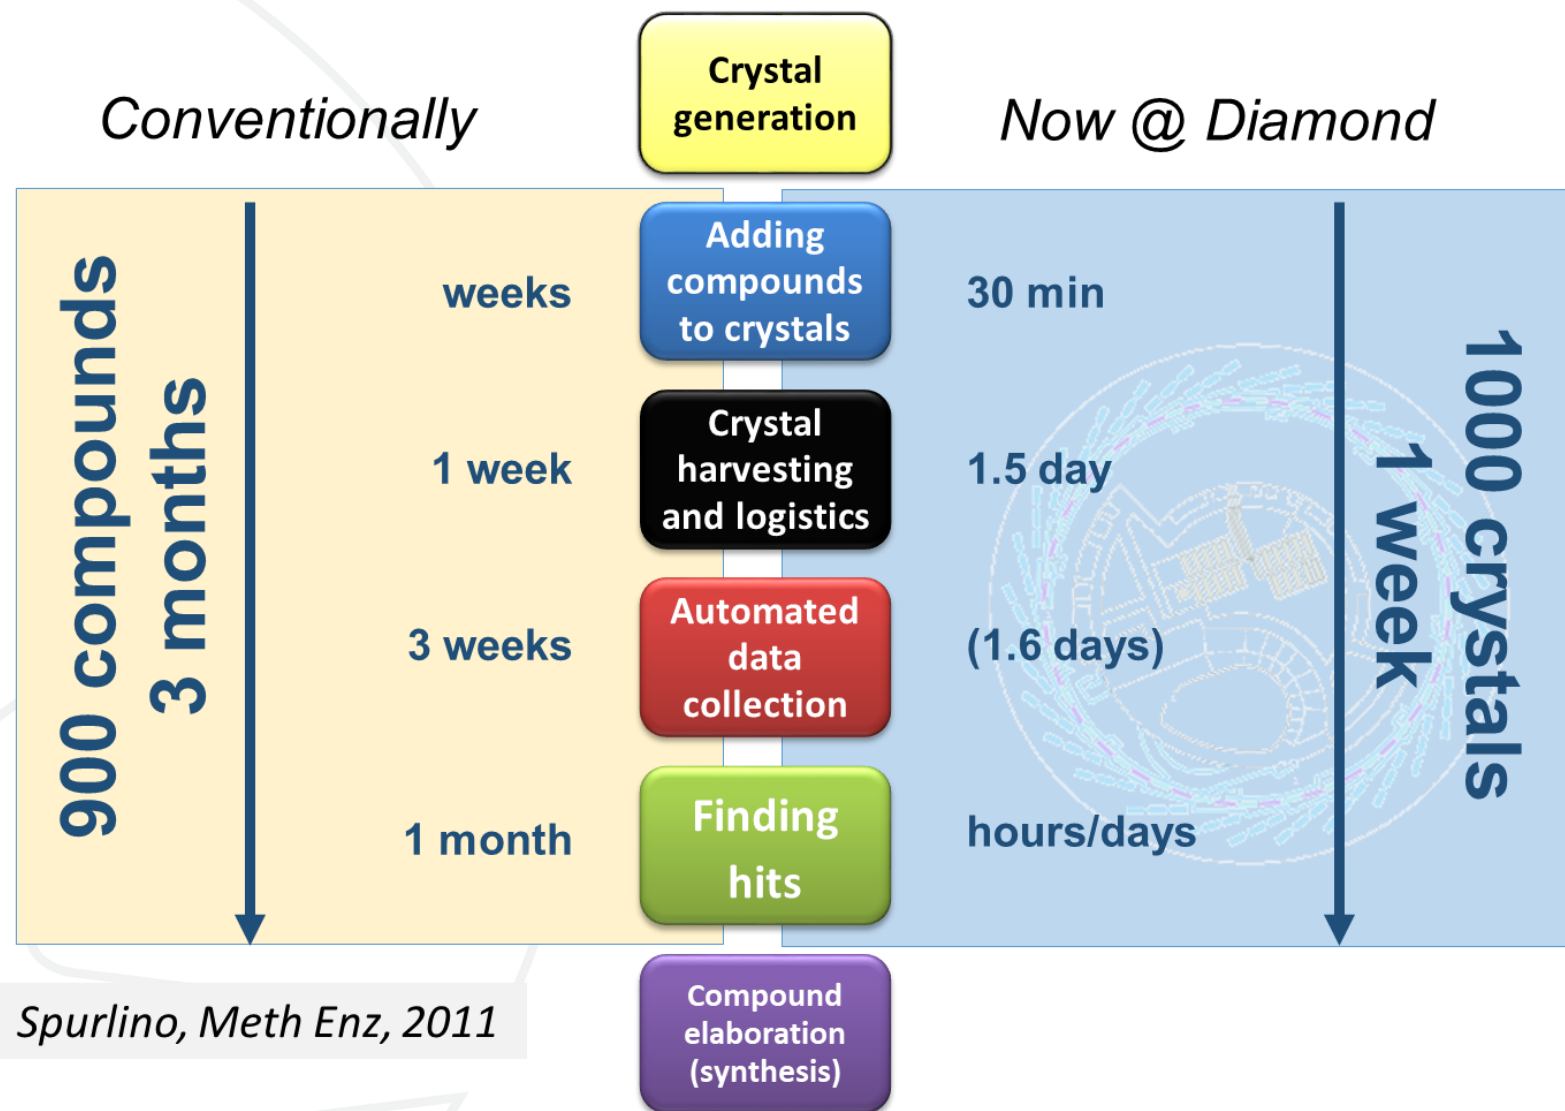 Crystal
generation
Conventionally
Now @ Diamond
900 compounds
3 months
weeks
Adding
compounds
to crystals
30 min
1 week
Crystal
harvesting
and logistics
1.5 day
3 weeks
Automated
data
collection
(1.6 days)
1 month
Finding
hits
hours/days
1 week
1000 crystals
Compound
elaboration
(synthesis)
Spurlino, Meth Enz, 2011